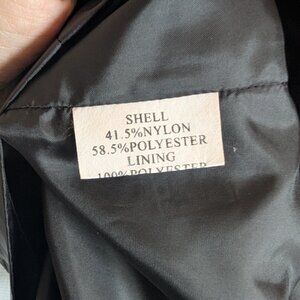 SHELL
41.5%NYLON
58.5%POLYESTER
LINING
100%POLYESTER